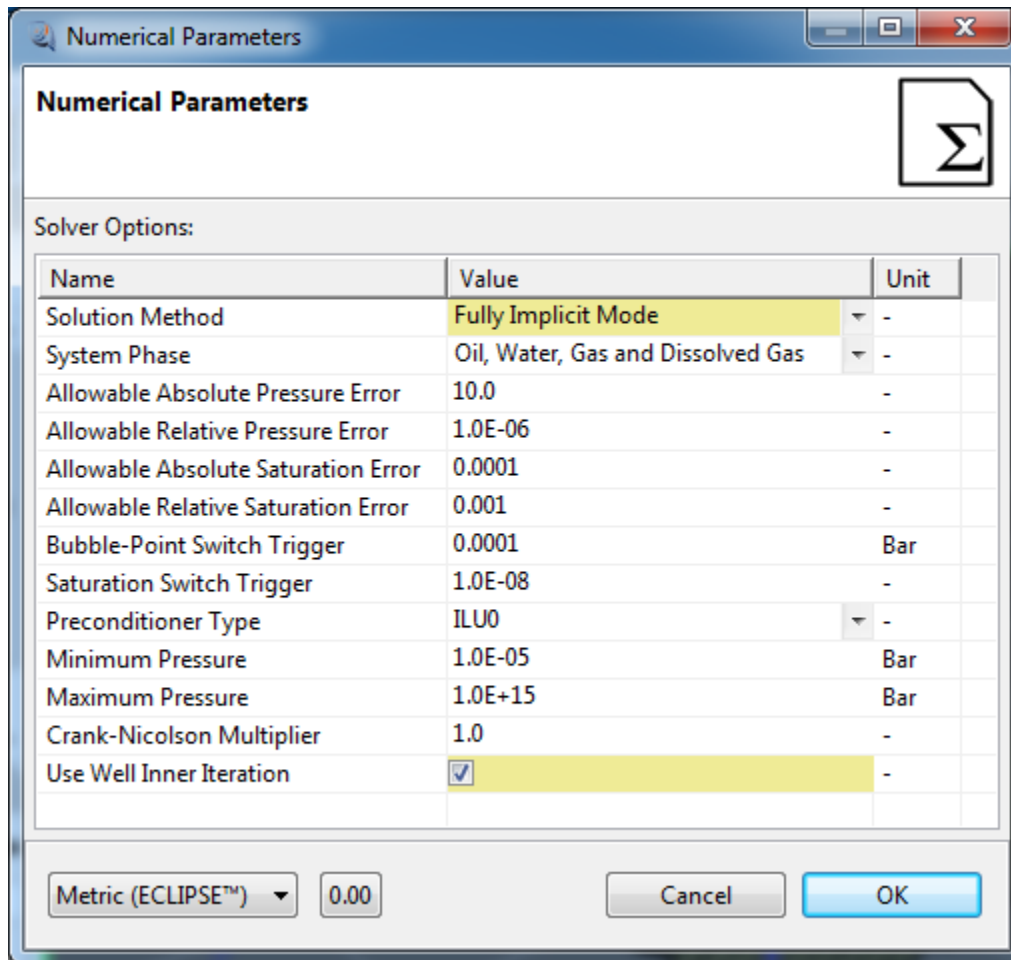 Numerical Parameters
Numerical Parameters
Σ
Solver Options:
Name Value Unit
Solution Method Fully Implicit Mode -
System Phase Oil, Water, Gas and Dissolved Gas -
Allowable Absolute Pressure Error 10.0 -
Allowable Relative Pressure Error 1.0E-06 -
Allowable Absolute Saturation Error 0.0001 -
Allowable Relative Saturation Error 0.001 -
Bubble-Point Switch Trigger 0.0001 Bar
Saturation Switch Trigger 1.0E-08 -
Preconditioner Type ILU0 -
Minimum Pressure 1.0E-05 Bar
Maximum Pressure 1.0E+15 Bar
Crank-Nicolson Multiplier 1.0 -
Use Well Inner Iteration -
Metric (ECLIPSE™) 0.00 Cancel OK